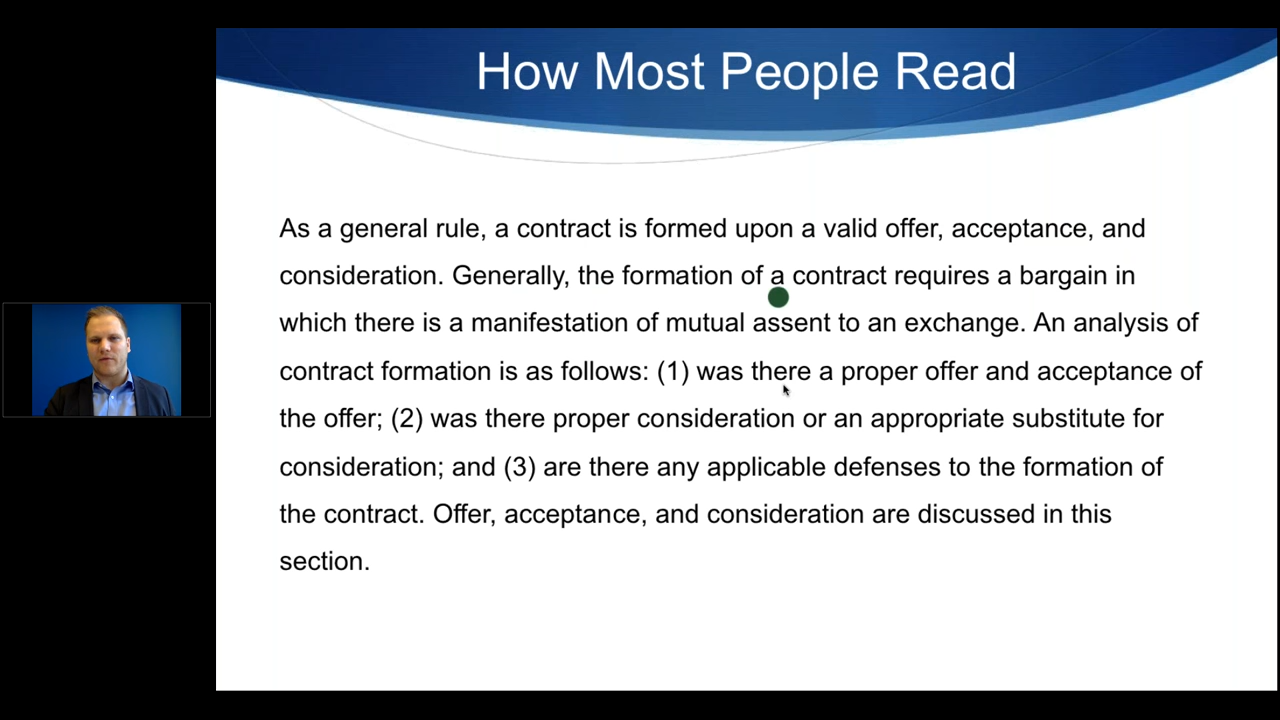 How Most People Read
As a general rule, a contract is formed upon a valid offer, acceptance, and
consideration. Generally, the formation of a contract requires a bargain in
which there is a manifestation of mutual assent to an exchange. An analysis of
contract formation is as follows: (1) was there a proper offer and acceptance of
the offer; (2) was there proper consideration or an appropriate substitute for
consideration; and (3) are there any applicable defenses to the formation of
the contract. Offer, acceptance, and consideration are discussed in this
section.